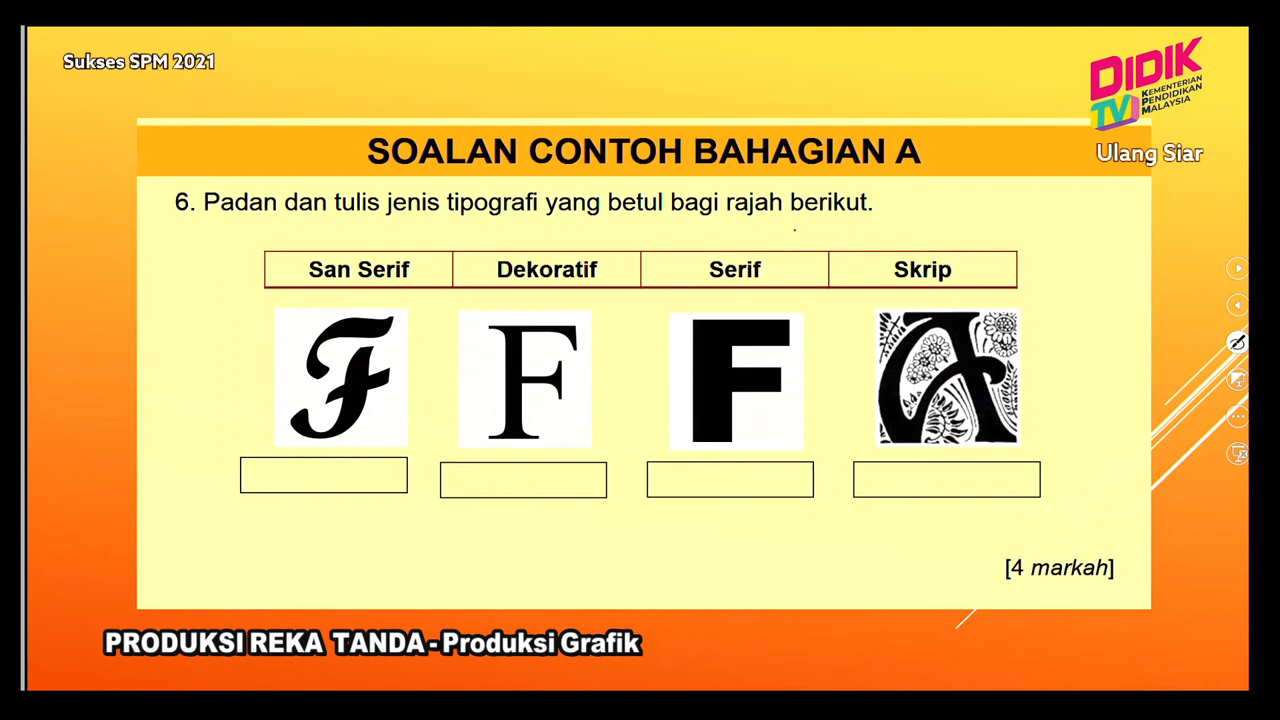 Sukses SPM 2021
DIDIK
TV
KEMENTERIAN
PENDIDIKAN
MALAYSIA
Ulang Siar
SOALAN CONTOH BAHAGIAN A
6. Padan dan tulis jenis tipografi yang betul bagi rajah berikut.
San Serif Dekoratif Serif Skrip
F F F A
[4 markah]
PRODUKSI REKA TANDA - Produksi Grafik